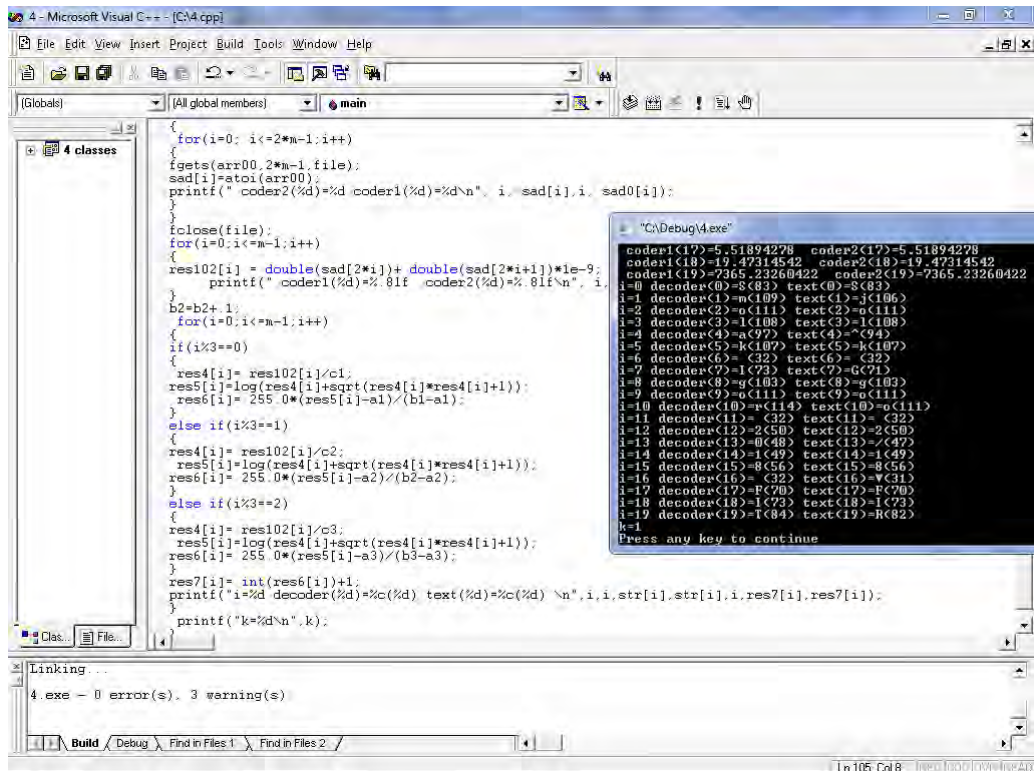 4 - Microsoft Visual C++ - [C:\4.cpp]
File Edit View Insert Project Build Tools Window Help
(Globals) (All global members) main
4 classes
{
for(i=0; i<=2*m-1;i++)
{
fgets(arr00,2*m-1,file);
sad[i]=atoi(arr00);
printf(" coder2(%d)=%d coder1(%d)=%d\n", i, sad[i],i, sad0[i]);
}
}
fclose(file);
for(i=0;i<=m-1;i++)
{
res102[i] = double(sad[2*i])+ double(sad[2*i+1])*1e-9;
printf(" coder1(%d)=%.8lf coder2(%d)=%.8lf\n", i,
}
b2=b2+.1;
for(i=0;i<=m-1;i++)
{
if(i%3==0)
{
res4[i]= res102[i]/c1;
res5[i]=log(res4[i]+sqrt(res4[i]*res4[i]+1));
res6[i]= 255.0*(res5[i]-a1)/(b1-a1);
}
else if(i%3==1)
{
res4[i]= res102[i]/c2;
res5[i]=log(res4[i]+sqrt(res4[i]*res4[i]+1));
res6[i]= 255.0*(res5[i]-a2)/(b2-a2);
}
else if(i%3==2)
{
res4[i]= res102[i]/c3;
res5[i]=log(res4[i]+sqrt(res4[i]*res4[i]+1));
res6[i]= 255.0*(res5[i]-a3)/(b3-a3);
}
res7[i]= int(res6[i])+1;
printf("i=%d decoder(%d)=%c(%d) text(%d)=%c(%d) \n",i,i,str[i],str[i],i,res7[i],res7[i]);
}
printf("k=%d\n",k);
}
"C:\Debug\4.exe"
coder1(17)=5.51894278 coder2(17)=5.51894278
coder1(18)=19.47314542 coder2(18)=19.47314542
coder1(19)=7365.23260422 coder2(19)=7365.23260422
i=0 decoder(0)=S(83) text(0)=S(83)
i=1 decoder(1)=m(109) text(1)=j(106)
i=2 decoder(2)=o(111) text(2)=o(111)
i=3 decoder(3)=l(108) text(3)=l(108)
i=4 decoder(4)=a(97) text(4)=^(94)
i=5 decoder(5)=k(107) text(5)=k(107)
i=6 decoder(6)= (32) text(6)= (32)
i=7 decoder(7)=I(73) text(7)=G(71)
i=8 decoder(8)=g(103) text(8)=g(103)
i=9 decoder(9)=o(111) text(9)=o(111)
i=10 decoder(10)=r(114) text(10)=o(111)
i=11 decoder(11)= (32) text(11)= (32)
i=12 decoder(12)=2(50) text(12)=2(50)
i=13 decoder(13)=0(48) text(13)=/(47)
i=14 decoder(14)=1(49) text(14)=1(49)
i=15 decoder(15)=8(56) text(15)=8(56)
i=16 decoder(16)= (32) text(16)=▼(31)
i=17 decoder(17)=F(70) text(17)=F(70)
i=18 decoder(18)=I(73) text(18)=I(73)
i=19 decoder(19)=T(84) text(19)=R(82)
k=1
Press any key to continue
Clas... File...
Linking...
4.exe - 0 error(s), 3 warning(s)
Build Debug Find in Files 1 Find in Files 2
Ln 105, Col 8